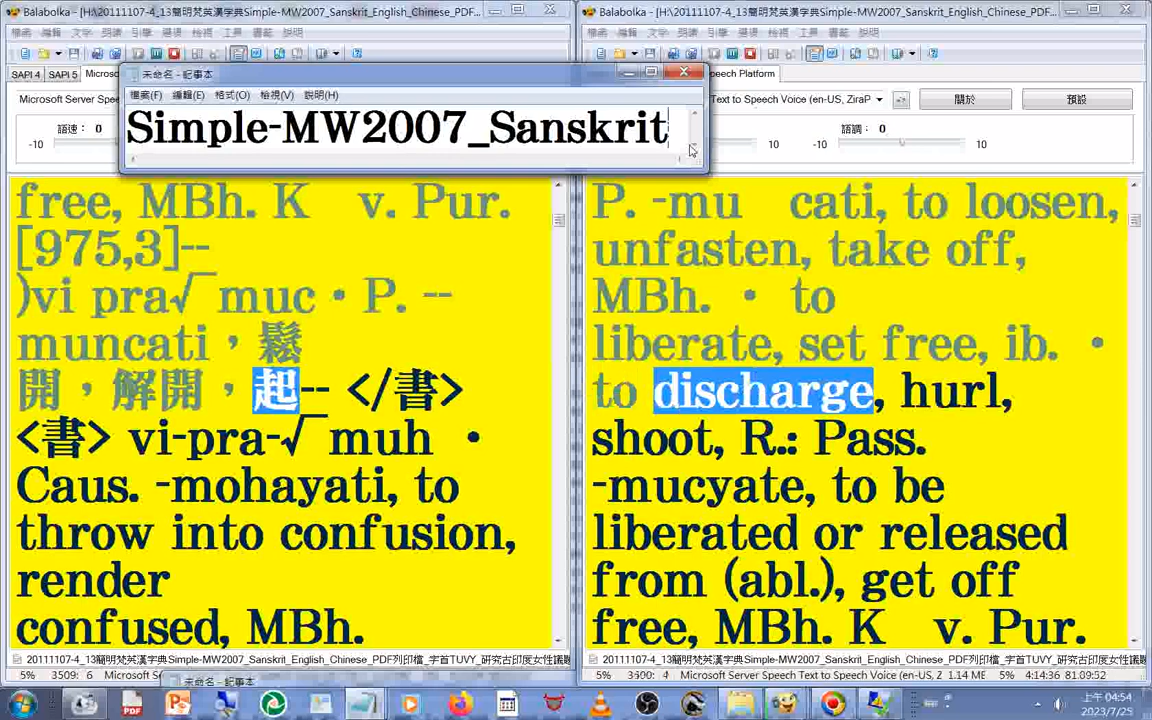 Balabolka - [H:\20111107-4_13簡明梵英漢字典Simple-MW2007_Sanskrit_English_Chinese_PDF...
Balabolka - [H:\20111107-4_13簡明梵英漢字典Simple-MW2007_Sanskrit_English_Chinese_PDF...
SAPI 4 SAPI 5 Microso
未命名 - 記事本
peech Platform
檔案(F) 編輯(E) 格式(O) 檢視(V) 說明(H)
Microsoft Server Spee
Text to Speech Voice (en-US, ZiraP
關於
預設
Simple-MW2007_Sanskrit
語速: 0
語調: 0
-10
10
-10
10
free, MBh. K v. Pur.
[975,3]--
)vi pra√ muc • P. --
muncati，鬆
開，解開，起-- </書>
<書> vi-pra-√ muh •
Caus. -mohayati, to
throw into confusion,
render
confused, MBh.
P. -mu cati, to loosen,
unfasten, take off,
MBh. • to
liberate, set free, ib. •
to discharge, hurl,
shoot, R.: Pass.
-mucyate, to be
liberated or released
from (abl.), get off
free, MBh. K v. Pur.
20111107-4_13簡明梵英漢字典Simple-MW2007_Sanskrit_English_Chinese_PDF列印檔_字首TUVY_研究古印度女性議題
20111107-4_13簡明梵英漢字典Simple-MW2007_Sanskrit_English_Chinese_PDF列印檔_字首TUVY_研究古印度女性議題
5% 3509: 6 Microsoft S
未命名 - 記事本
Microsoft Server Speech Text to Speech Voice (en-US, Z 1.14 ME 5% 4:14:36
上午 04:54
2023/7/25